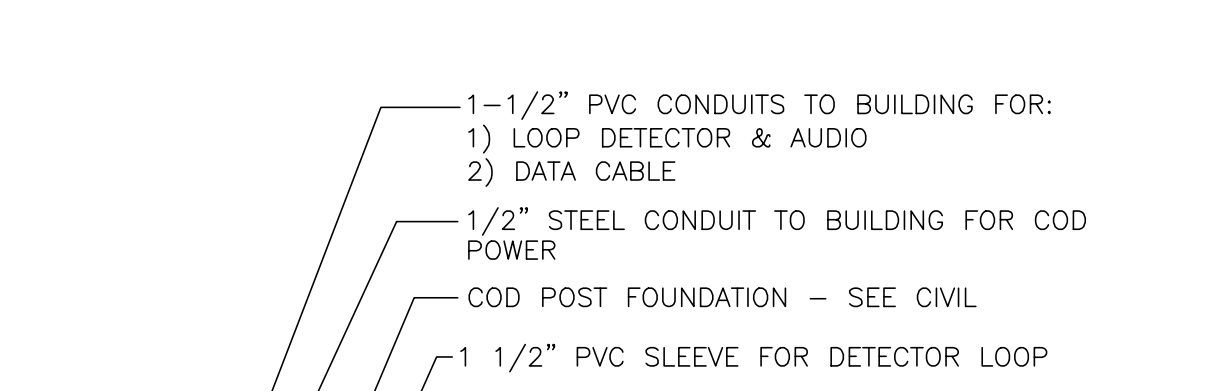 1-1/2" PVC CONDUITS TO BUILDING FOR:
1) LOOP DETECTOR & AUDIO
2) DATA CABLE
1/2" STEEL CONDUIT TO BUILDING FOR COD
POWER
COD POST FOUNDATION - SEE CIVIL
1 1/2" PVC SLEEVE FOR DETECTOR LOOP